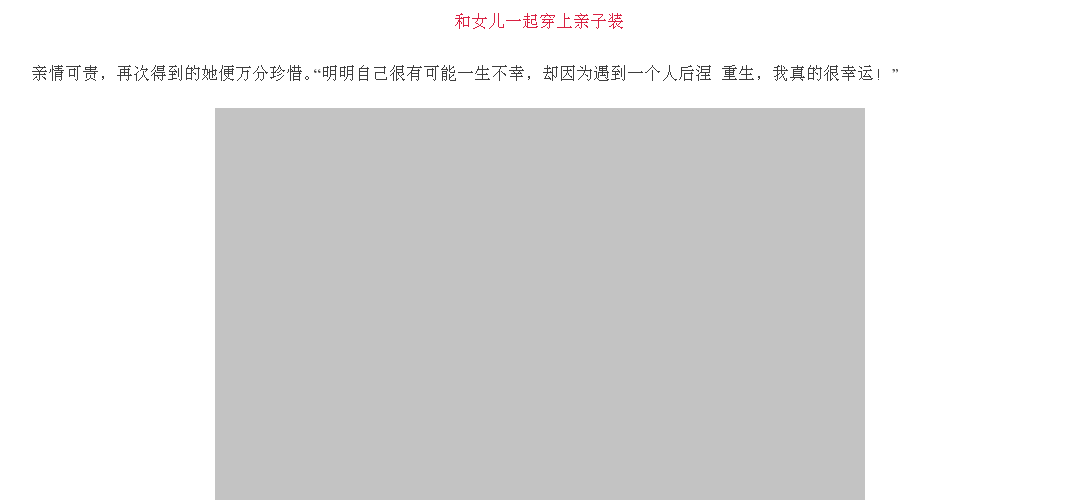 和女儿一起穿上亲子装
亲情可贵，再次得到的她便万分珍惜。“明明自己很有可能一生不幸，却因为遇到一个人后涅 重生，我真的很幸运！”